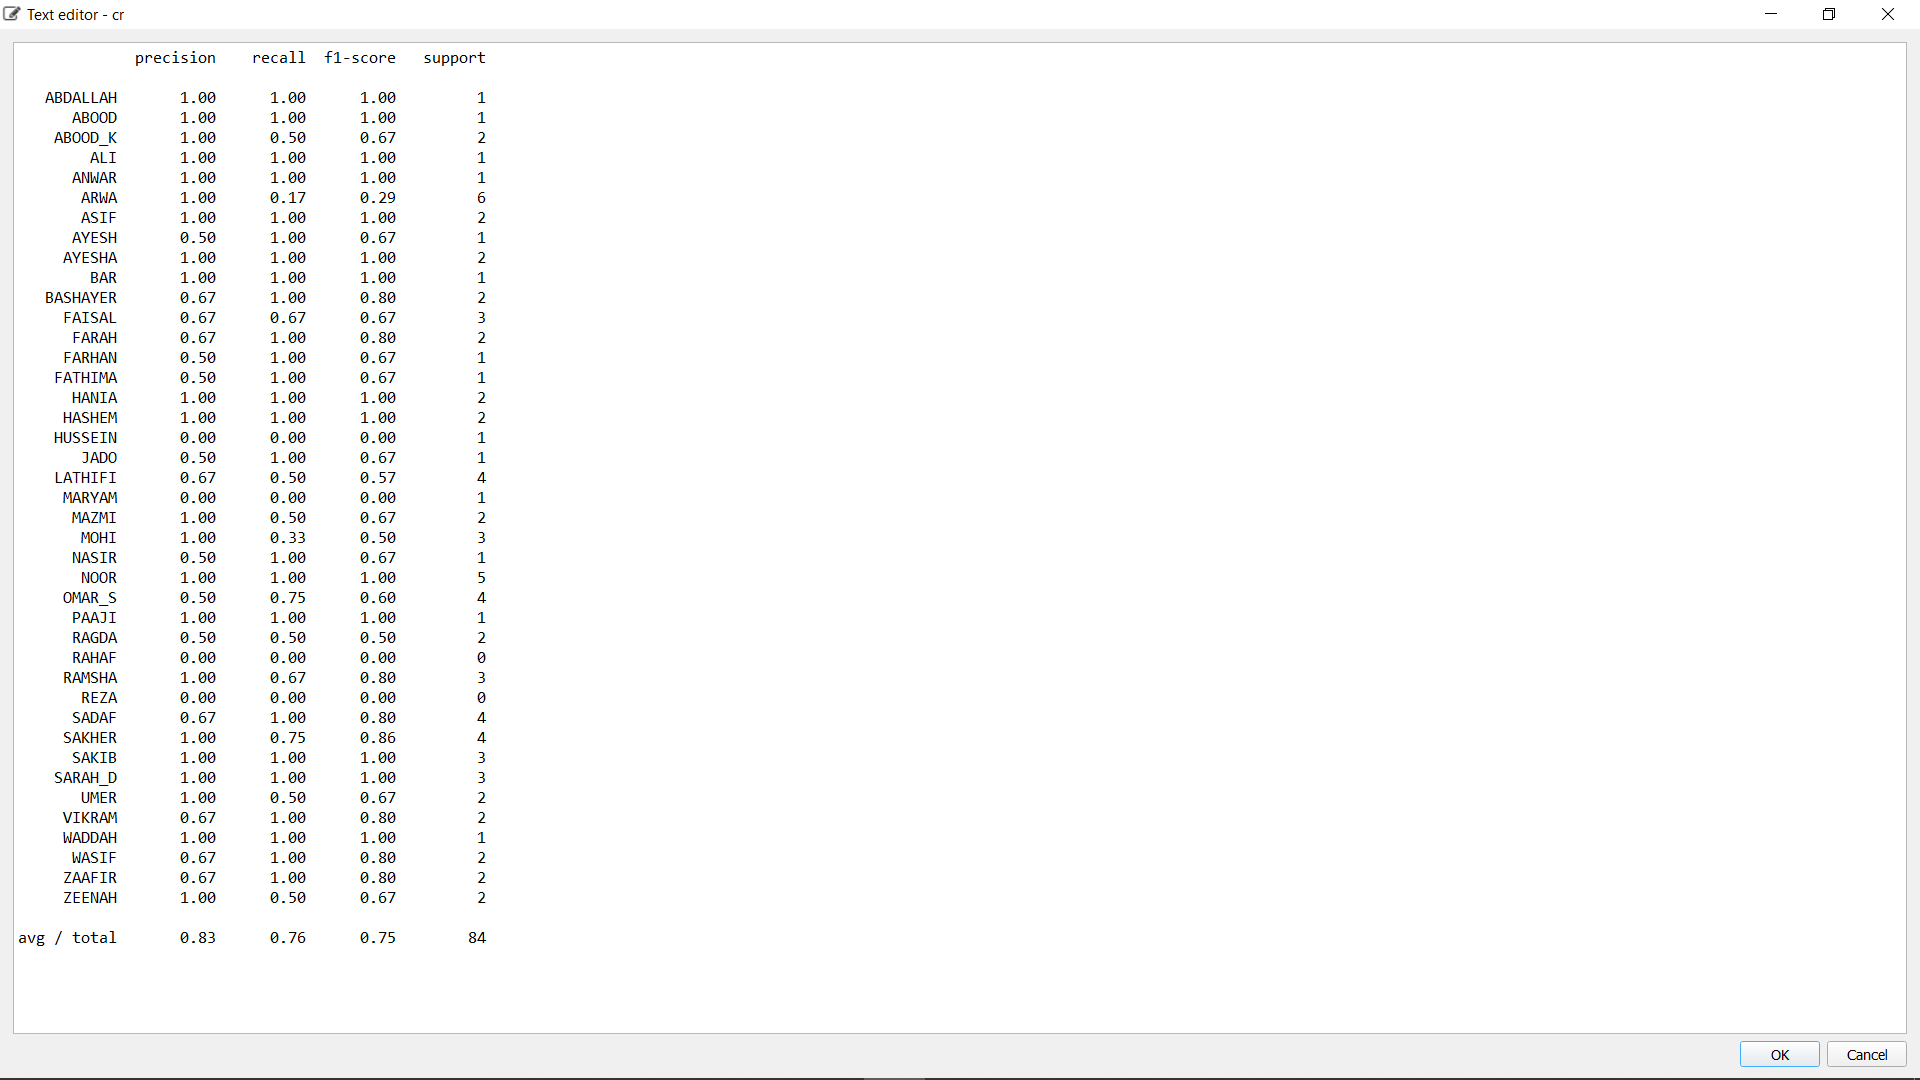 Text editor - cr
precision recall f1-score support
ABDALLAH 1.00 1.00 1.00 1
ABOOD 1.00 1.00 1.00 1
ABOOD_K 1.00 0.50 0.67 2
ALI 1.00 1.00 1.00 1
ANWAR 1.00 1.00 1.00 1
ARWA 1.00 0.17 0.29 6
ASIF 1.00 1.00 1.00 2
AYESH 0.50 1.00 0.67 1
AYESHA 1.00 1.00 1.00 2
BAR 1.00 1.00 1.00 1
BASHAYER 0.67 1.00 0.80 2
FAISAL 0.67 0.67 0.67 3
FARAH 0.67 1.00 0.80 2
FARHAN 0.50 1.00 0.67 1
FATHIMA 0.50 1.00 0.67 1
HANIA 1.00 1.00 1.00 2
HASHEM 1.00 1.00 1.00 2
HUSSEIN 0.00 0.00 0.00 1
JADO 0.50 1.00 0.67 1
LATHIFI 0.67 0.50 0.57 4
MARYAM 0.00 0.00 0.00 1
MAZMI 1.00 0.50 0.67 2
MOHI 1.00 0.33 0.50 3
NASIR 0.50 1.00 0.67 1
NOOR 1.00 1.00 1.00 5
OMAR_S 0.50 0.75 0.60 4
PAAJI 1.00 1.00 1.00 1
RAGDA 0.50 0.50 0.50 2
RAHAF 0.00 0.00 0.00 0
RAMSHA 1.00 0.67 0.80 3
REZA 0.00 0.00 0.00 0
SADAF 0.67 1.00 0.80 4
SAKHER 1.00 0.75 0.86 4
SAKIB 1.00 1.00 1.00 3
SARAH_D 1.00 1.00 1.00 3
UMER 1.00 0.50 0.67 2
VIKRAM 0.67 1.00 0.80 2
WADDAH 1.00 1.00 1.00 1
WASIF 0.67 1.00 0.80 2
ZAAFIR 0.67 1.00 0.80 2
ZEENAH 1.00 0.50 0.67 2
avg / total 0.83 0.76 0.75 84
OK Cancel